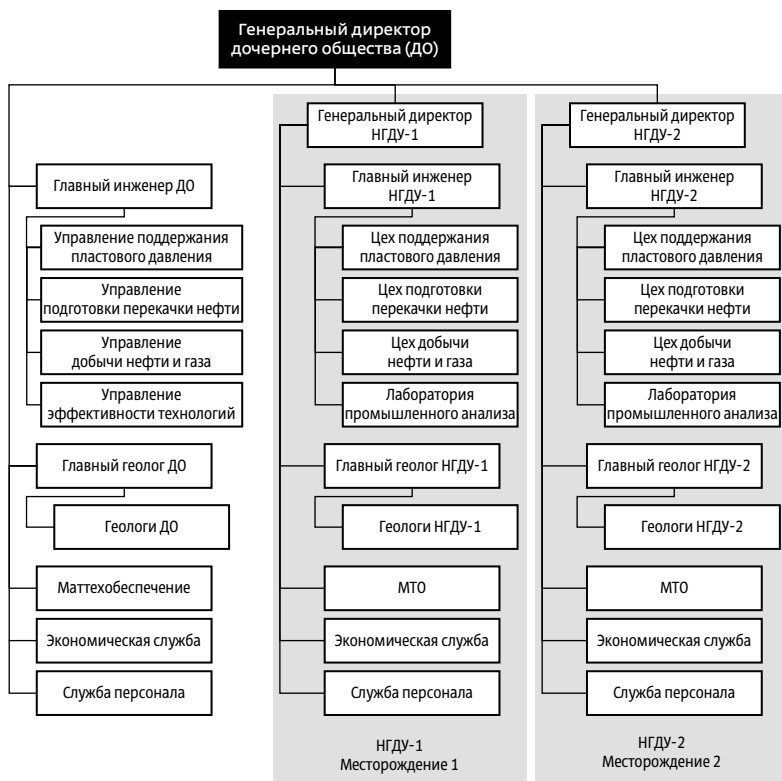 Генеральный директор
дочернего общества (ДО)
Главный инженер ДО
Управление поддержания
пластового давления
Управление
подготовки перекачки нефти
Управление
добычи нефти и газа
Управление
эффективности технологий
Главный геолог ДО
Геологи ДО
Маттехобеспечение
Экономическая служба
Служба персонала
Генеральный директор
НГДУ-1
Главный инженер
НГДУ-1
Цех поддержания
пластового давления
Цех подготовки
перекачки нефти
Цех добычи
нефти и газа
Лаборатория
промышленного анализа
Главный геолог НГДУ-1
Геологи НГДУ-1
МТО
Экономическая служба
Служба персонала
НГДУ-1
Месторождение 1
Генеральный директор
НГДУ-2
Главный инженер
НГДУ-2
Цех поддержания
пластового давления
Цех подготовки
перекачки нефти
Цех добычи
нефти и газа
Лаборатория
промышленного анализа
Главный геолог НГДУ-2
Геологи НГДУ-2
МТО
Экономическая служба
Служба персонала
НГДУ-2
Месторождение 2